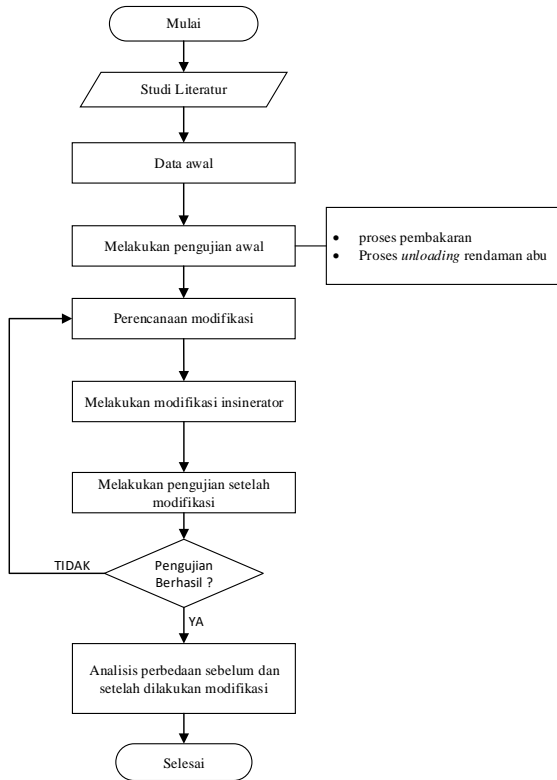 Mulai
Studi Literatur
Data awal
Melakukan pengujian awal
• proses pembakaran
• Proses unloading rendaman abu
Perencanaan modifikasi
Melakukan modifikasi insinerator
Melakukan pengujian setelah
modifikasi
Pengujian
Berhasil ?
TIDAK
YA
Analisis perbedaan sebelum dan
setelah dilakukan modifikasi
Selesai